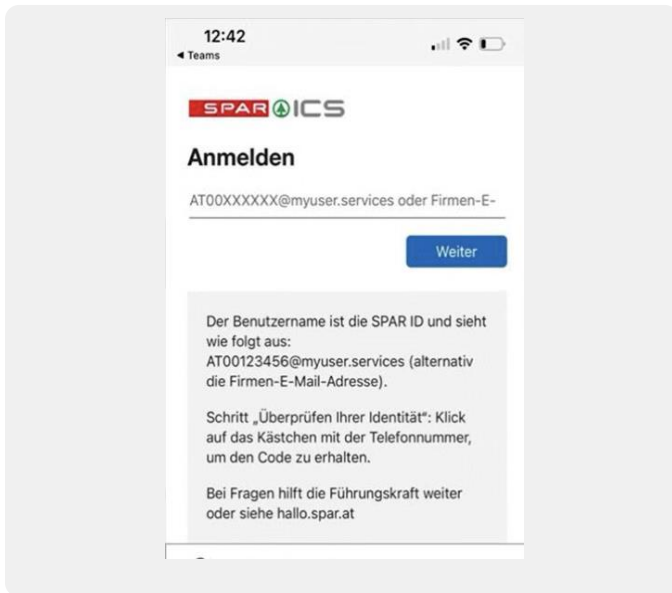 12:42
◀ Teams
SPAR ICS
Anmelden
AT00XXXXXX@myuser.services oder Firmen-E-
Weiter
Der Benutzername ist die SPAR ID und sieht
wie folgt aus:
AT00123456@myuser.services (alternativ
die Firmen-E-Mail-Adresse).
Schritt „Überprüfen Ihrer Identität“: Klick
auf das Kästchen mit der Telefonnummer,
um den Code zu erhalten.
Bei Fragen hilft die Führungskraft weiter
oder siehe hallo.spar.at